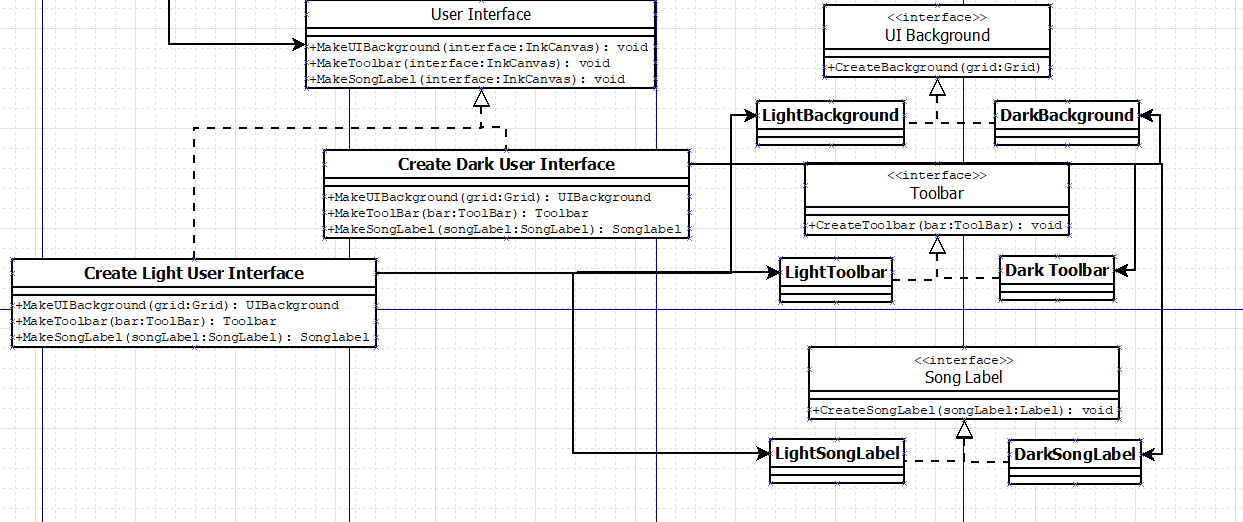 User Interface
+MakeUIBackground(interface:InkCanvas): void
+MakeToolbar(interface:InkCanvas): void
+MakeSongLabel(interface:InkCanvas): void
<<interface>>
UI Background
+CreateBackground(grid:Grid)
LightBackground
DarkBackground
Create Dark User Interface
+MakeUIBackground(grid:Grid): UIBackground
+MakeToolBar(bar:ToolBar): Toolbar
+MakeSongLabel(songLabel:SongLabel): Songlabel
<<interface>>
Toolbar
+CreateToolbar(bar:ToolBar): void
LightToolbar
Dark Toolbar
Create Light User Interface
+MakeUIBackground(grid:Grid): UIBackground
+MakeToolbar(bar:ToolBar): Toolbar
+MakeSongLabel(songLabel:SongLabel): Songlabel
<<interface>>
Song Label
+CreateSongLabel(songLabel:Label): void
LightSongLabel
DarkSongLabel